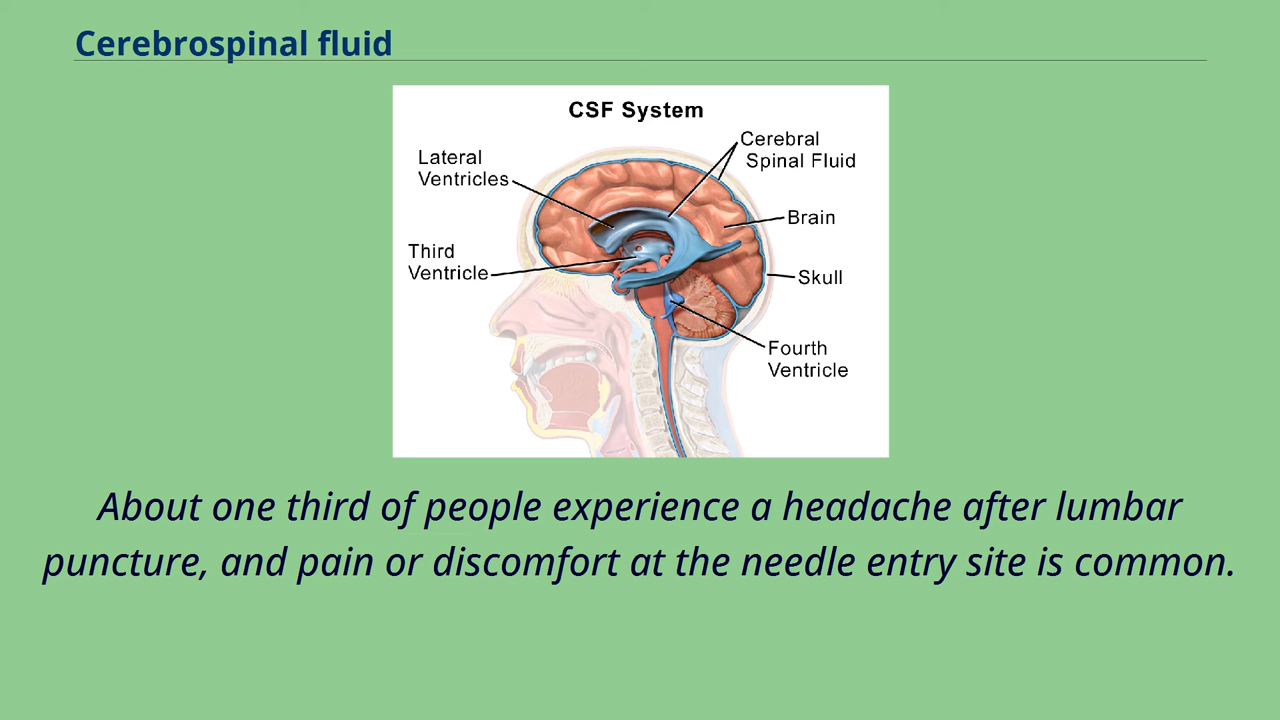 Cerebrospinal fluid
CSF System
Cerebral
Spinal Fluid
Lateral
Ventricles
Brain
Third
Ventricle
Skull
Fourth
Ventricle
About one third of people experience a headache after lumbar
puncture, and pain or discomfort at the needle entry site is common.